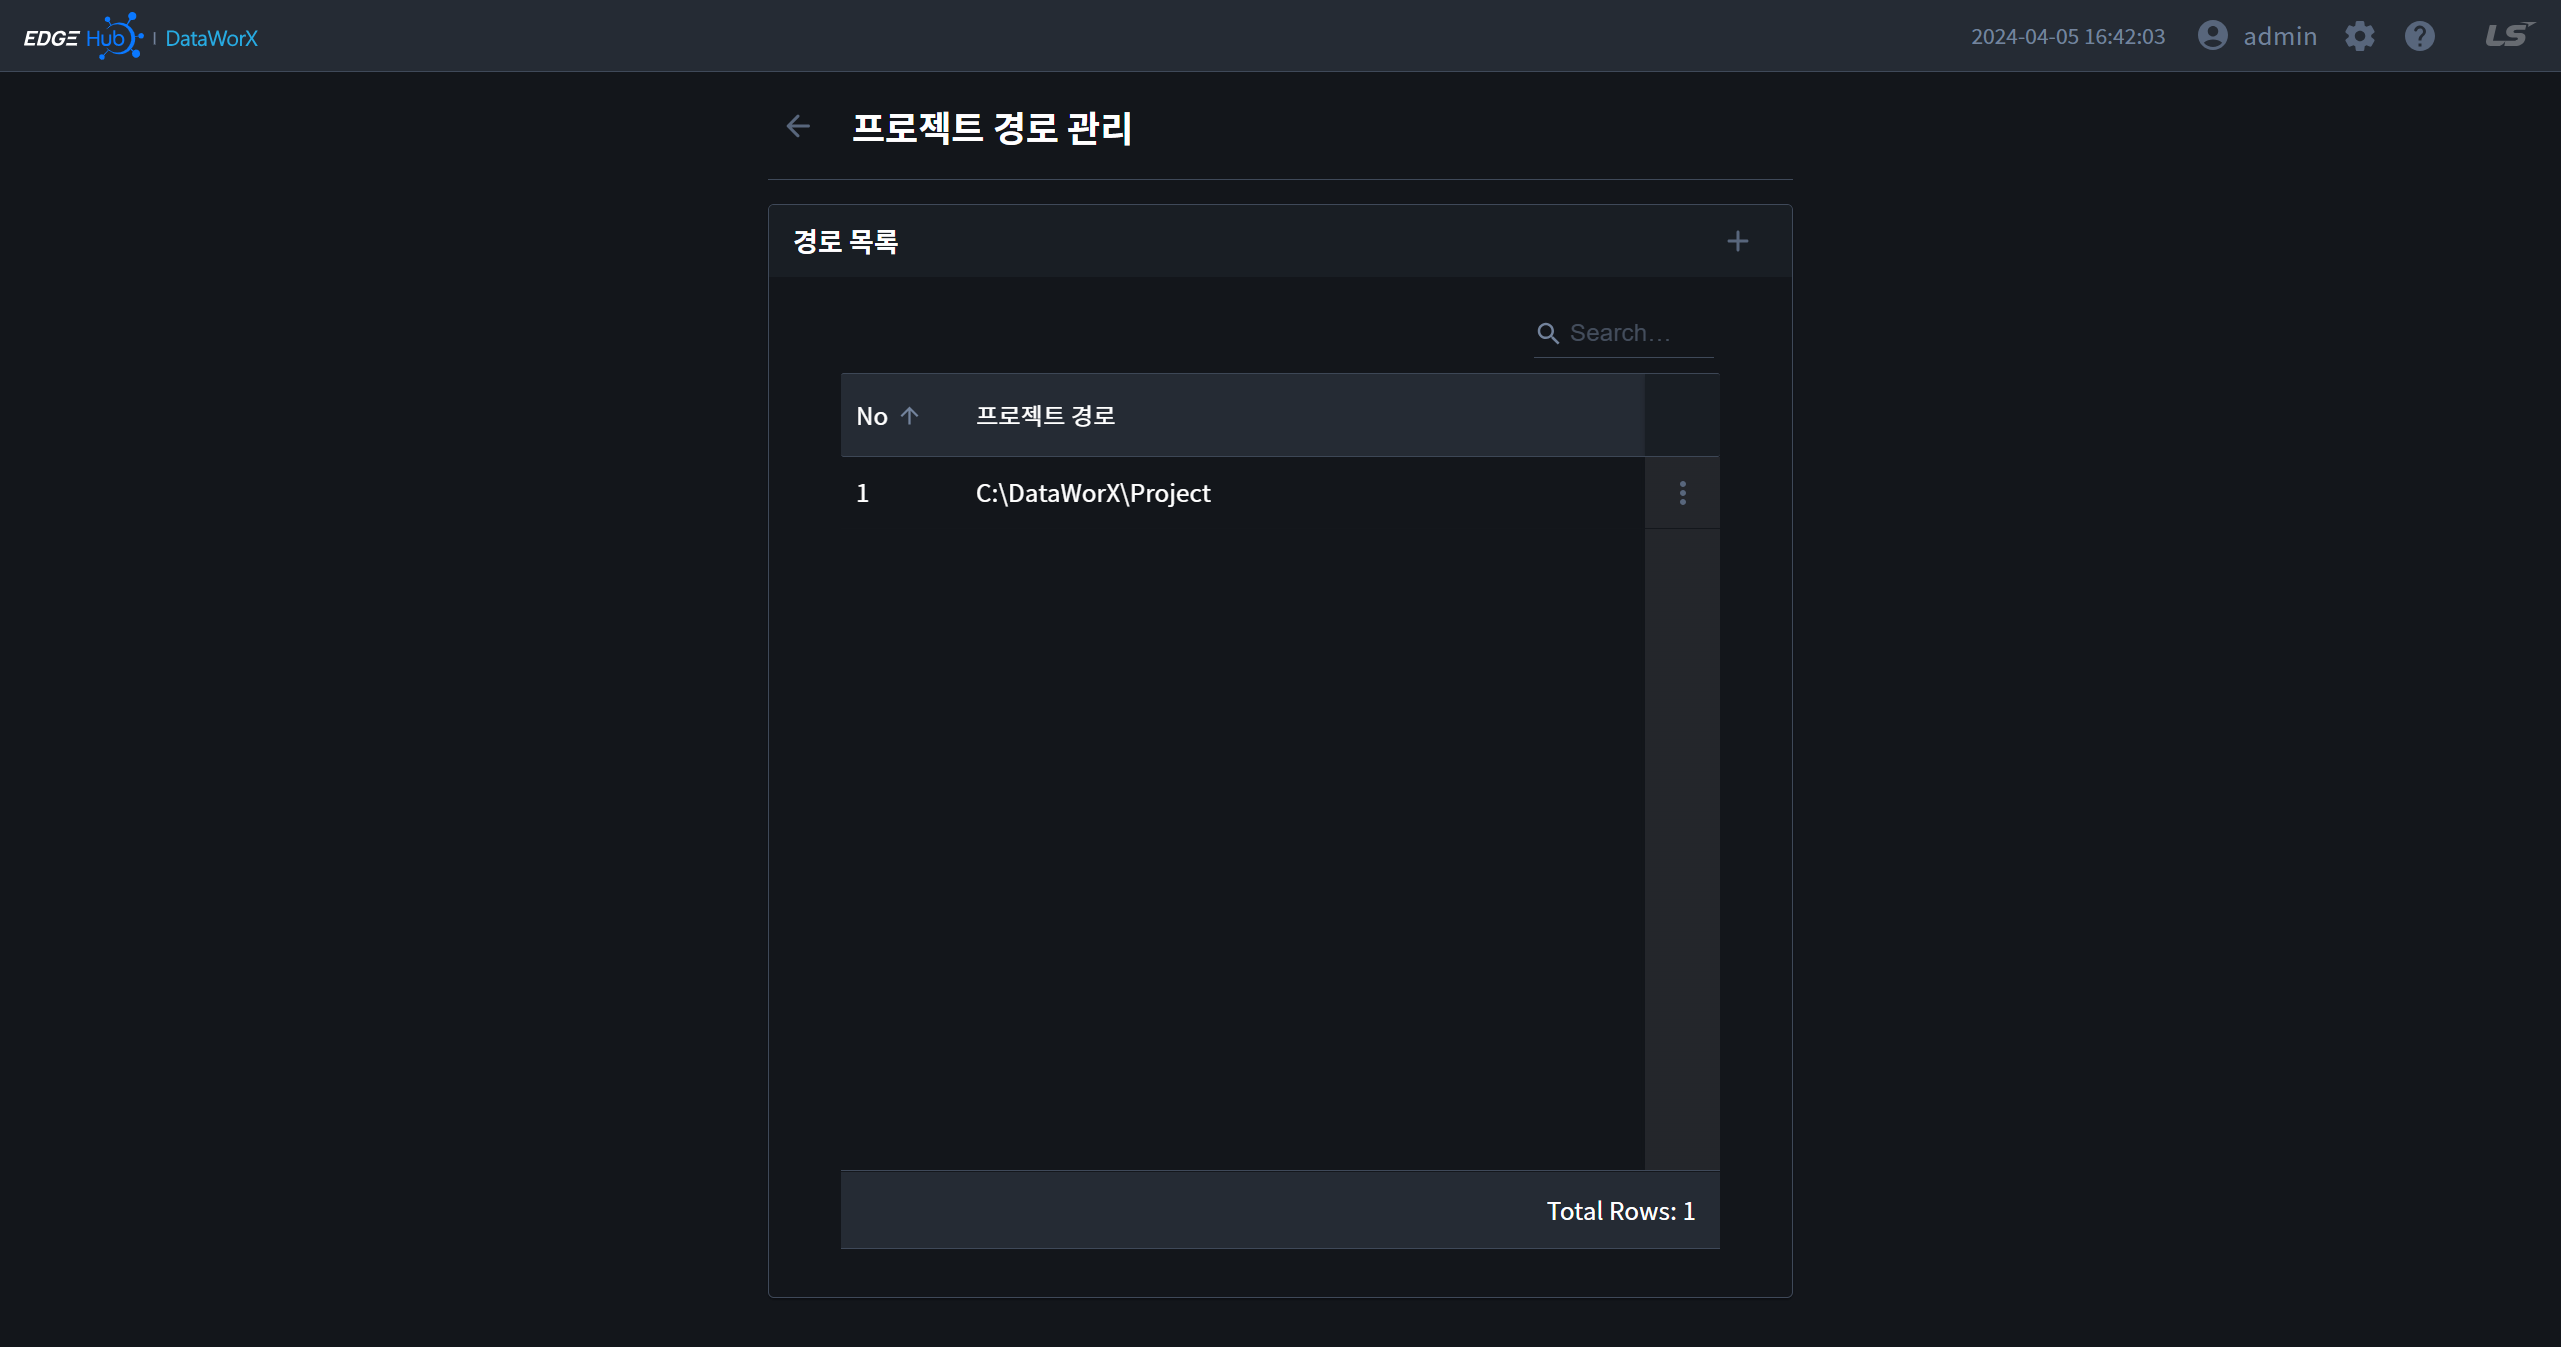 EDGE Hub | DataWorX
2024-04-05 16:42:03 admin LS
프로젝트 경로 관리
경로 목록
Search…
No 프로젝트 경로
1 C:\DataWorX\Project
Total Rows: 1